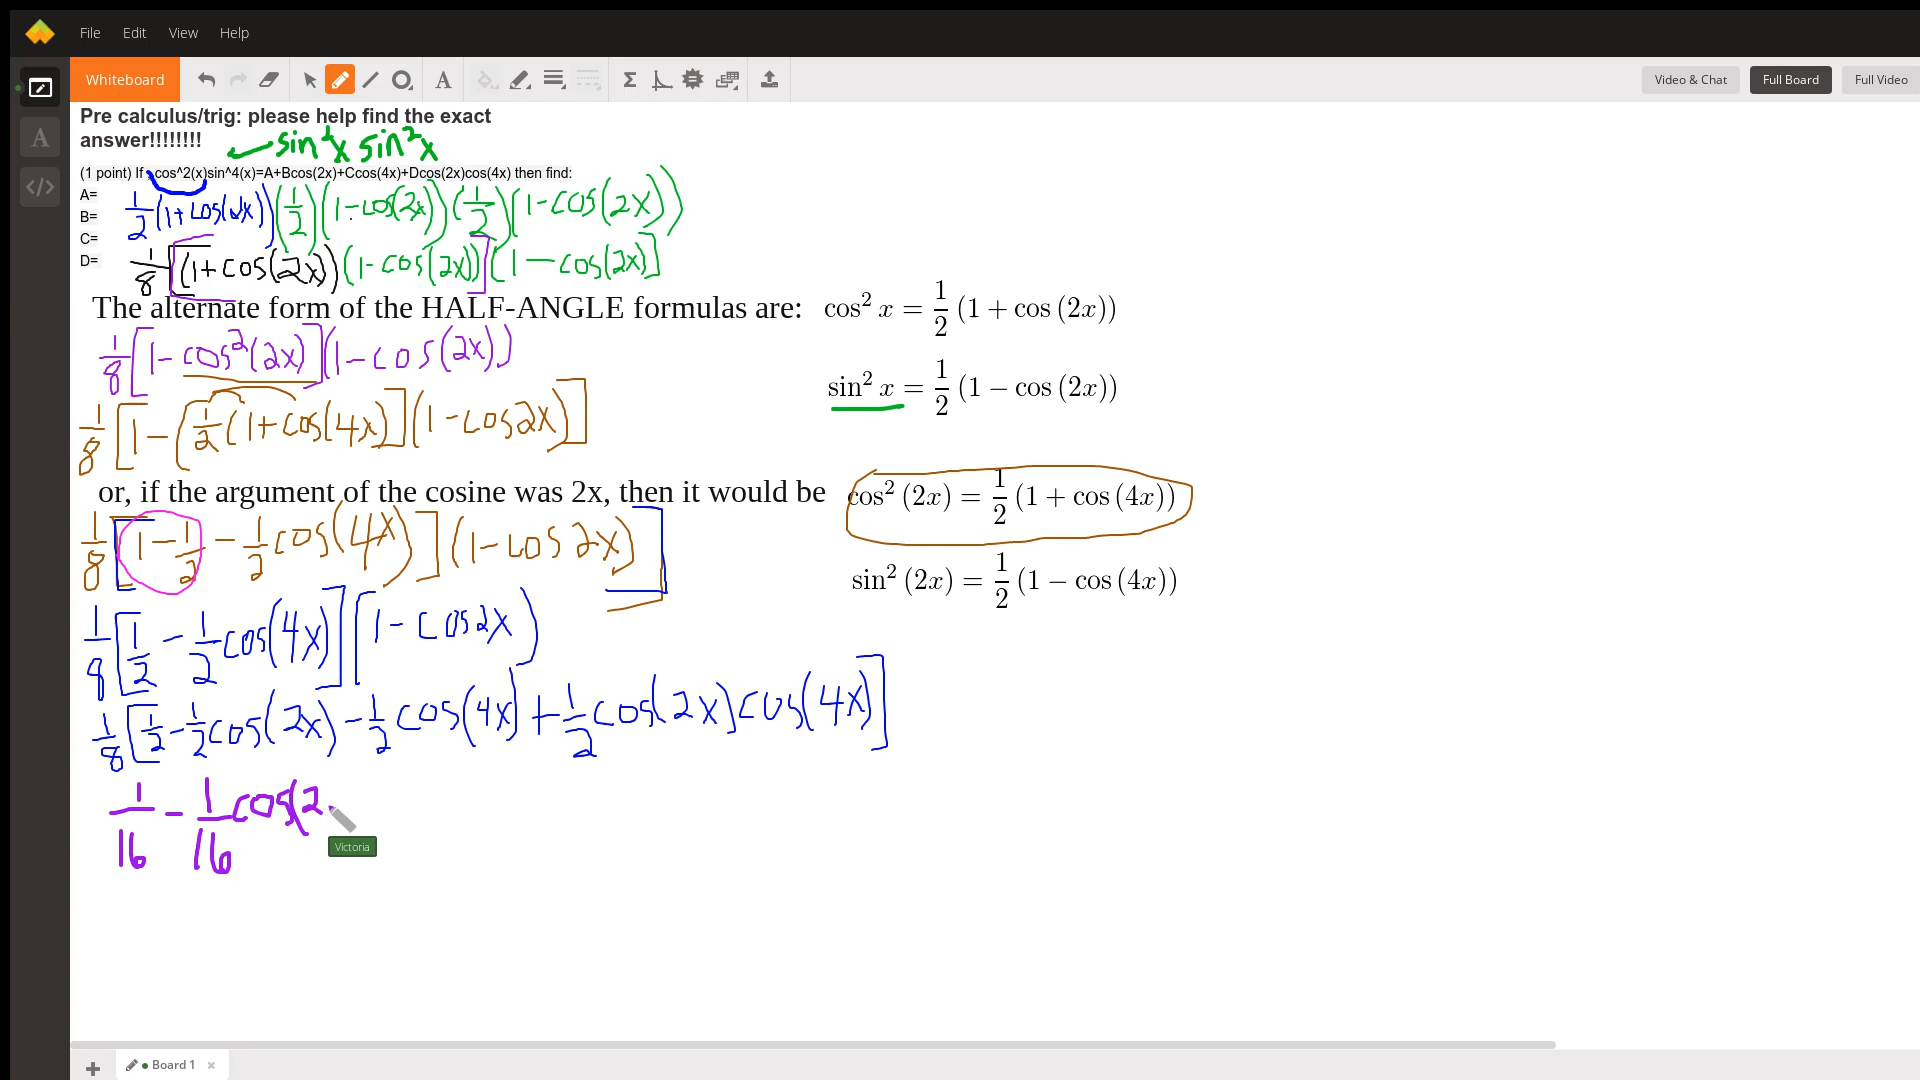 File Edit View Help
Whiteboard A Σ Video & Chat Full Board Full Video
Pre calculus/trig: please help find the exact
answer!!!!!!!!
sin²x sin²x
(1 point) If , cos^2(x)sin^4(x)=A+Bcos(2x)+Ccos(4x)+Dcos(2x)cos(4x) then find:
A=
B=
C=
D=
1/2 (1+cos(2x)) (1/2)(1-cos(2x))(1/2)(1-cos(2x))
1/8 [(1+cos(2x))(1-cos(2x))](1-cos(2x)]
The alternate form of the HALF-ANGLE formulas are: cos² x = 1/2 (1 + cos (2x))
1/8 [1-cos²(2x)](1-cos(2x))
sin² x = 1/2 (1 − cos (2x))
1/8 [1-(1/2(1+cos(4x)](1-cos2x)]
or, if the argument of the cosine was 2x, then it would be cos² (2x) = 1/2 (1 + cos (4x))
1/8 [1-1/2 - 1/2 cos(4x)](1-cos2x)]
sin² (2x) = 1/2 (1 − cos (4x))
1/8 [1/2 - 1/2 cos(4x)][1-cos2x)
1/8 [1/2 - 1/2 cos(2x) - 1/2 cos(4x) + 1/2 cos(2x)cos(4x)]
1/16 - 1/16 cos(2
Victoria
Board 1